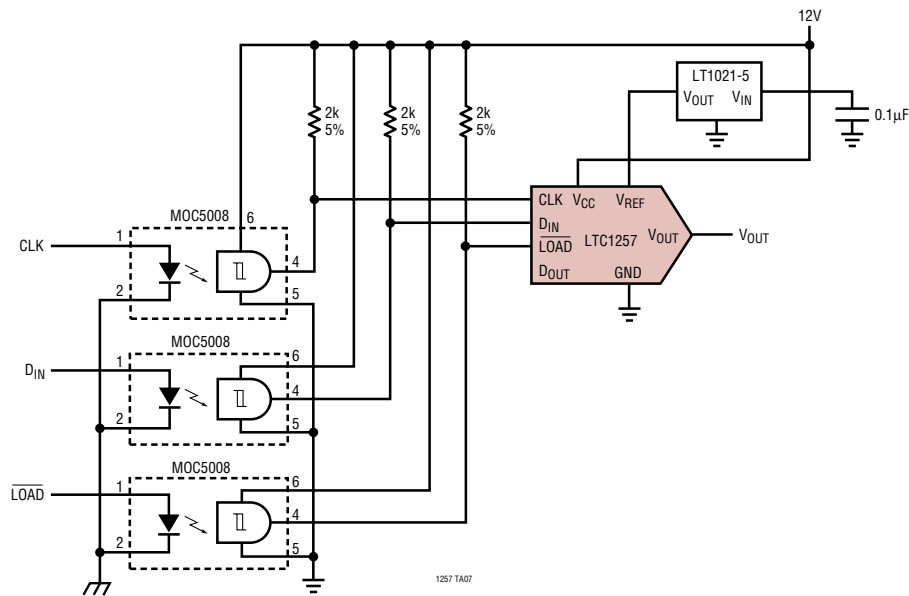 12V
LT1021-5
VOUT VIN
0.1µF
2k
5%
2k
5%
2k
5%
CLK VCC VREF
DIN
LOAD
LTC1257
VOUT
VOUT
DOUT
GND
MOC5008
6
CLK
1
4
2
5
MOC5008
DIN
1
6
4
2
5
MOC5008
LOAD
1
6
4
2
5
1257 TA07